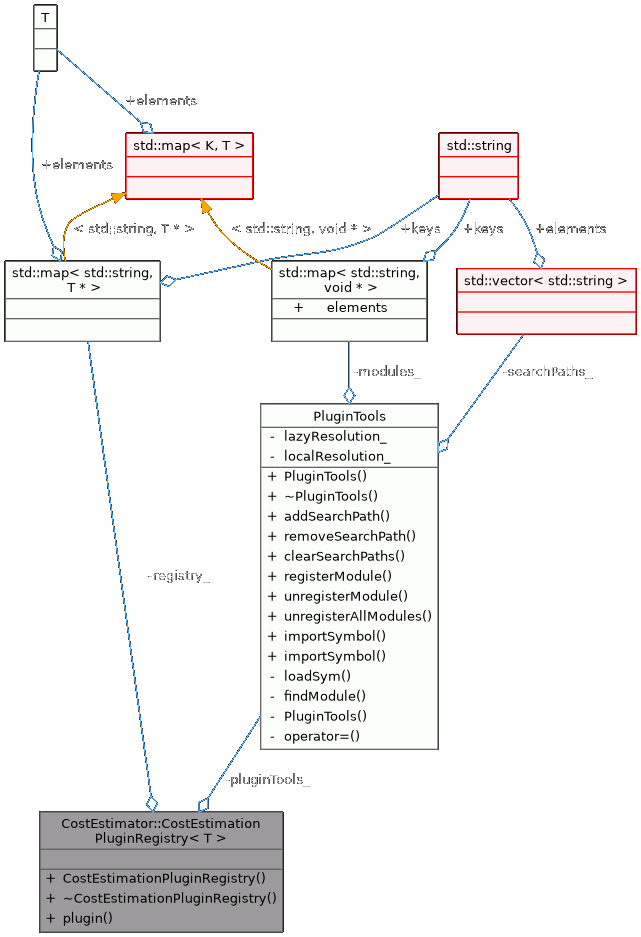 T
+elements
std::map< K, T >
std::string
+elements
< std::string, T * >
< std::string, void * >
+keys
+keys
+elements
std::map< std::string,
T * >
std::map< std::string,
void * >
+ elements
std::vector< std::string >
-modules_
-searchPaths_
PluginTools
- lazyResolution_
- localResolution_
+ PluginTools()
+ ~PluginTools()
+ addSearchPath()
+ removeSearchPath()
+ clearSearchPaths()
+ registerModule()
+ unregisterModule()
+ unregisterAllModules()
+ importSymbol()
+ importSymbol()
- loadSym()
- findModule()
- PluginTools()
- operator=()
-registry_
-pluginTools_
CostEstimator::CostEstimation
PluginRegistry< T >
+ CostEstimationPluginRegistry()
+ ~CostEstimationPluginRegistry()
+ plugin()